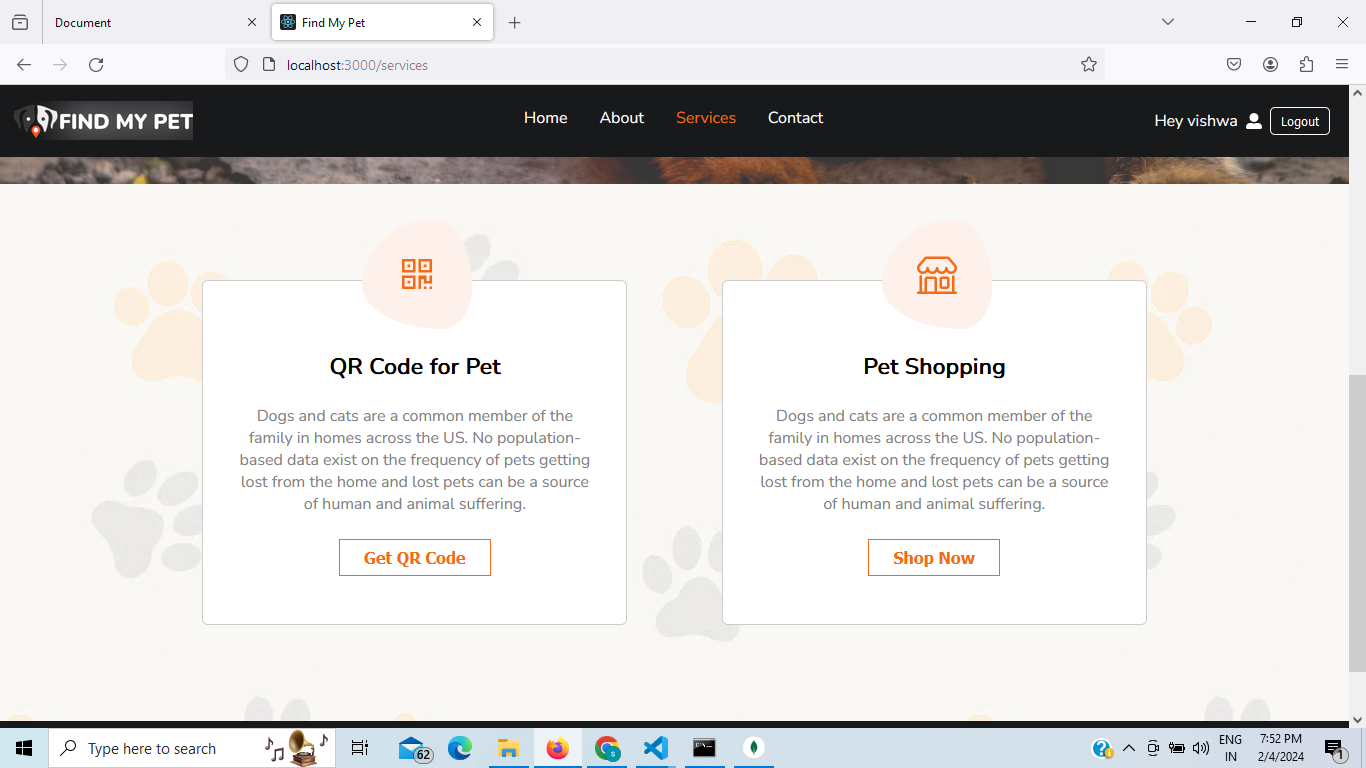 Document
Find My Pet
localhost:3000/services
FIND MY PET
Home
About
Services
Contact
Hey vishwa
Logout
QR Code for Pet
Dogs and cats are a common member of the
family in homes across the US. No population-
based data exist on the frequency of pets getting
lost from the home and lost pets can be a source
of human and animal suffering.
Get QR Code
Pet Shopping
Dogs and cats are a common member of the
family in homes across the US. No population-
based data exist on the frequency of pets getting
lost from the home and lost pets can be a source
of human and animal suffering.
Shop Now
Type here to search
62
S
C:\_
ENG
IN
7:52 PM
2/4/2024
1